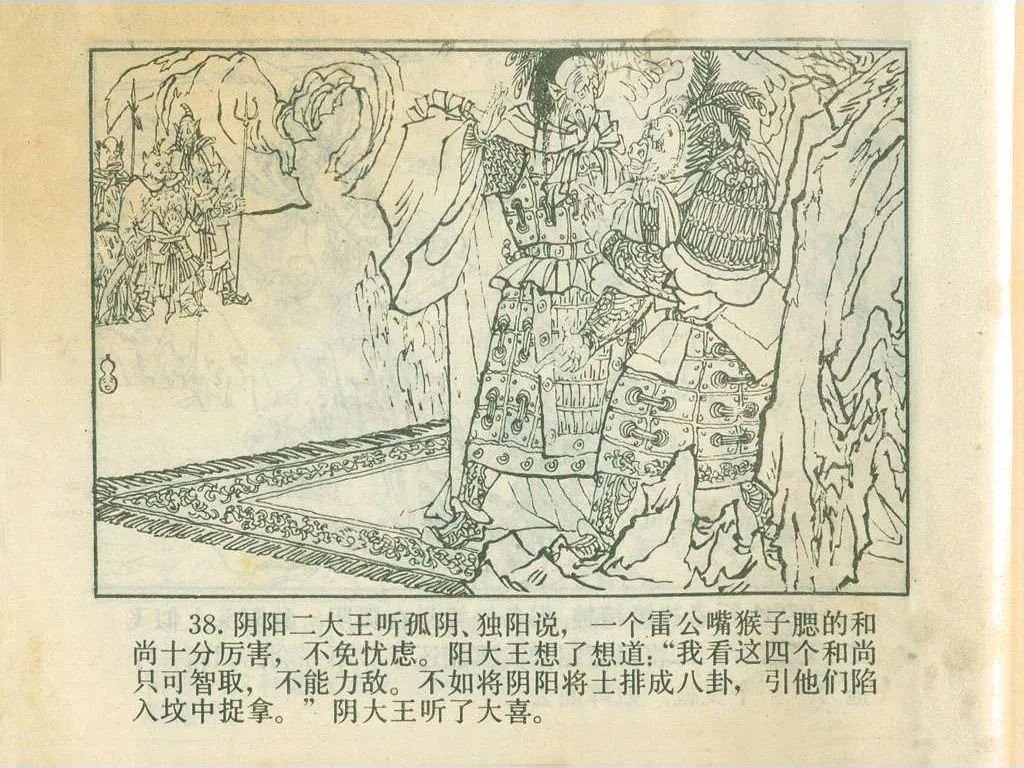 38. 阴阳二大王听孤阴、独阳说，一个雷公嘴猴子腮的和
尚十分厉害，不免忧虑。阳大王想了想道：“我看这四个和尚
只可智取，不能力敌。不如将阴阳将士排成八卦，引他们陷
入坟中捉拿。” 阴大王听了大喜。